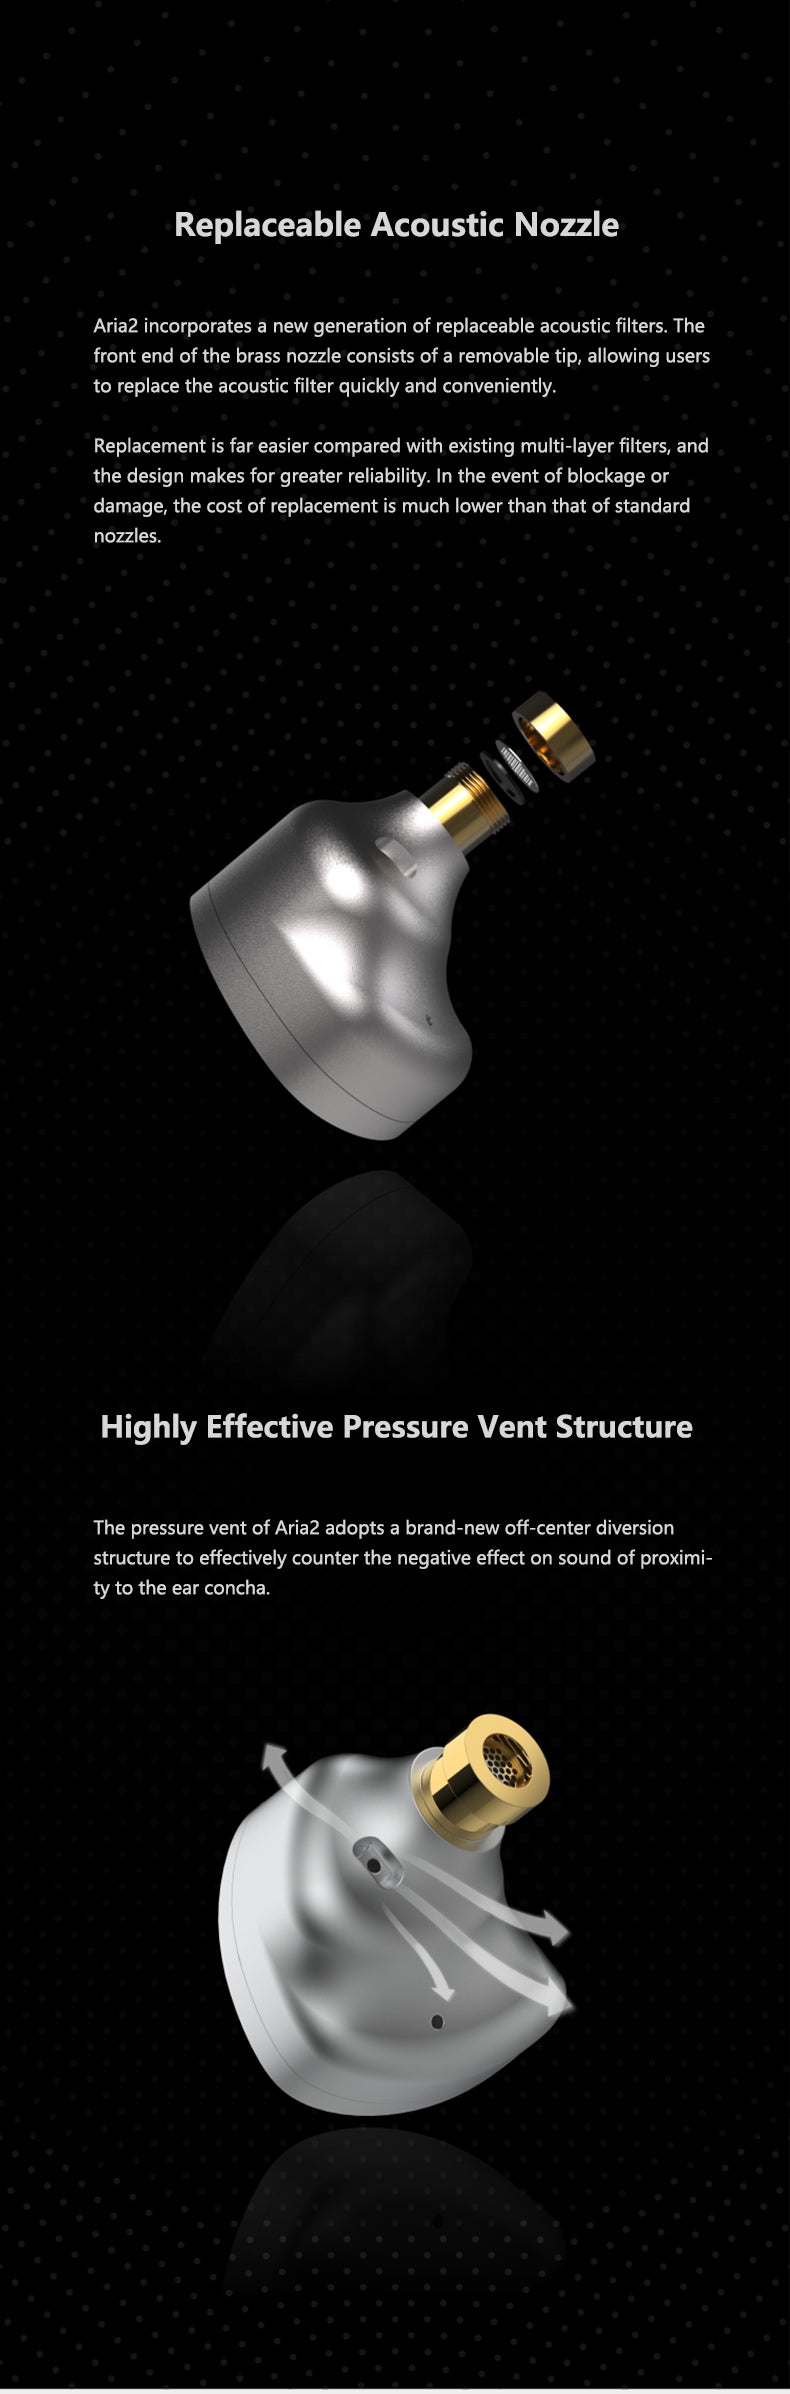 Replaceable Acoustic Nozzle
Aria2 incorporates a new generation of replaceable acoustic filters. The
front end of the brass nozzle consists of a removable tip, allowing users
to replace the acoustic filter quickly and conveniently.
Replacement is far easier compared with existing multi-layer filters, and
the design makes for greater reliability. In the event of blockage or
damage, the cost of replacement is much lower than that of standard
nozzles.
Highly Effective Pressure Vent Structure
The pressure vent of Aria2 adopts a brand-new off-center diversion
structure to effectively counter the negative effect on sound of proximi-
ty to the ear concha.